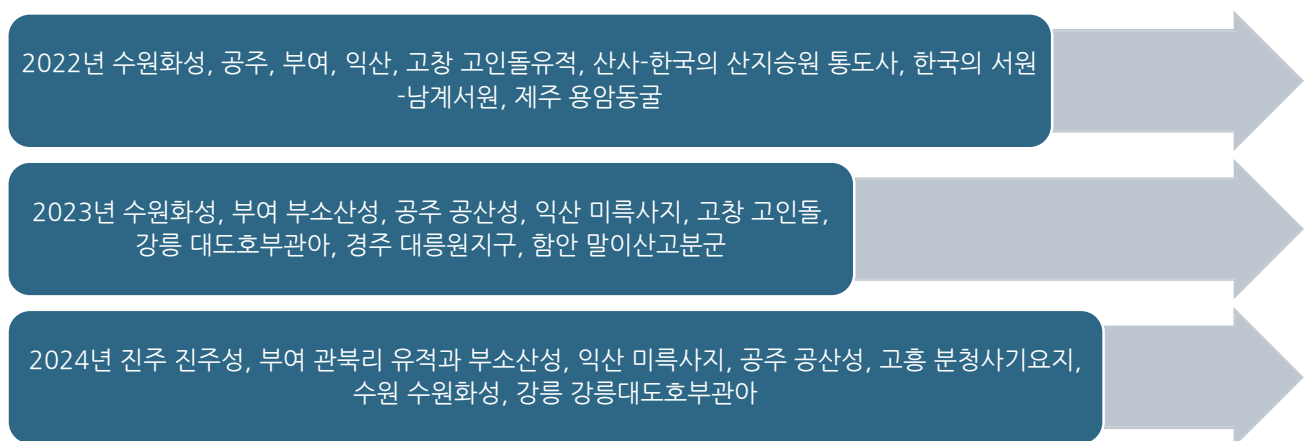 2022년 수원화성, 공주, 부여, 익산, 고창 고인돌유적, 산사-한국의 산지승원 통도사, 한국의 서원
-남계서원, 제주 용암동굴
2023년 수원화성, 부여 부소산성, 공주 공산성, 익산 미륵사지, 고창 고인돌,
강릉 대도호부관아, 경주 대릉원지구, 함안 말이산고분군
2024년 진주 진주성, 부여 관북리 유적과 부소산성, 익산 미륵사지, 공주 공산성, 고흥 분청사기요지,
수원 수원화성, 강릉 강릉대도호부관아